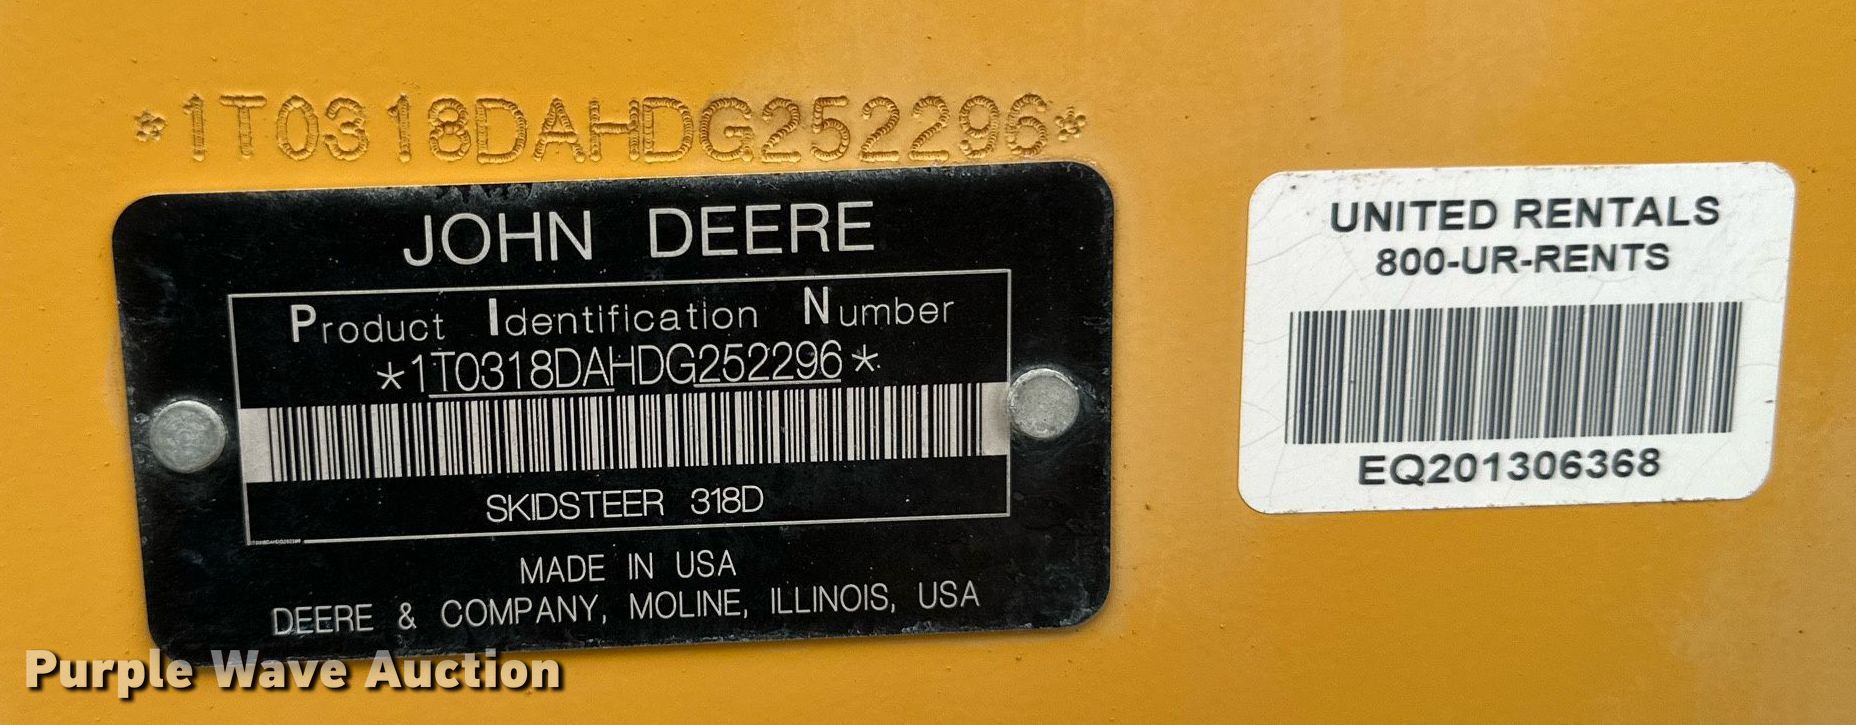 *1T0318DAHDG252296*
JOHN DEERE
Product Identification Number
*1T0318DAHDG252296*
SKIDSTEER 318D
MADE IN USA
DEERE & COMPANY, MOLINE, ILLINOIS, USA
UNITED RENTALS
800-UR-RENTS
EQ201306368
Purple Wave Auction